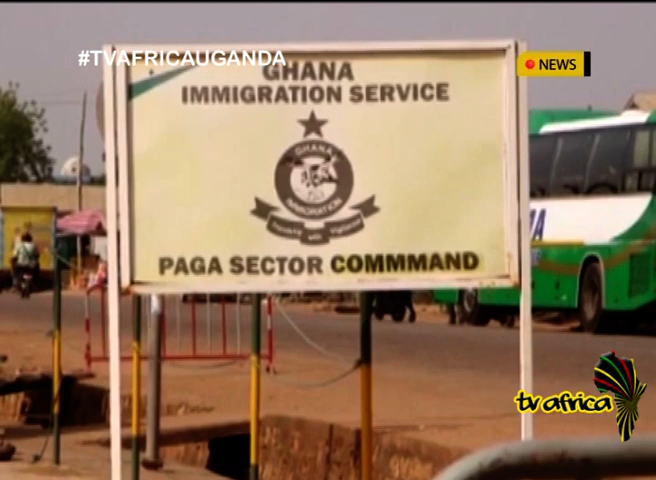 #TVAFRICAUGANDA
NEWS
GHANA
IMMIGRATION SERVICE
GHANA
IMMIGRATION
PAGA SECTOR COMMMAND
tv africa